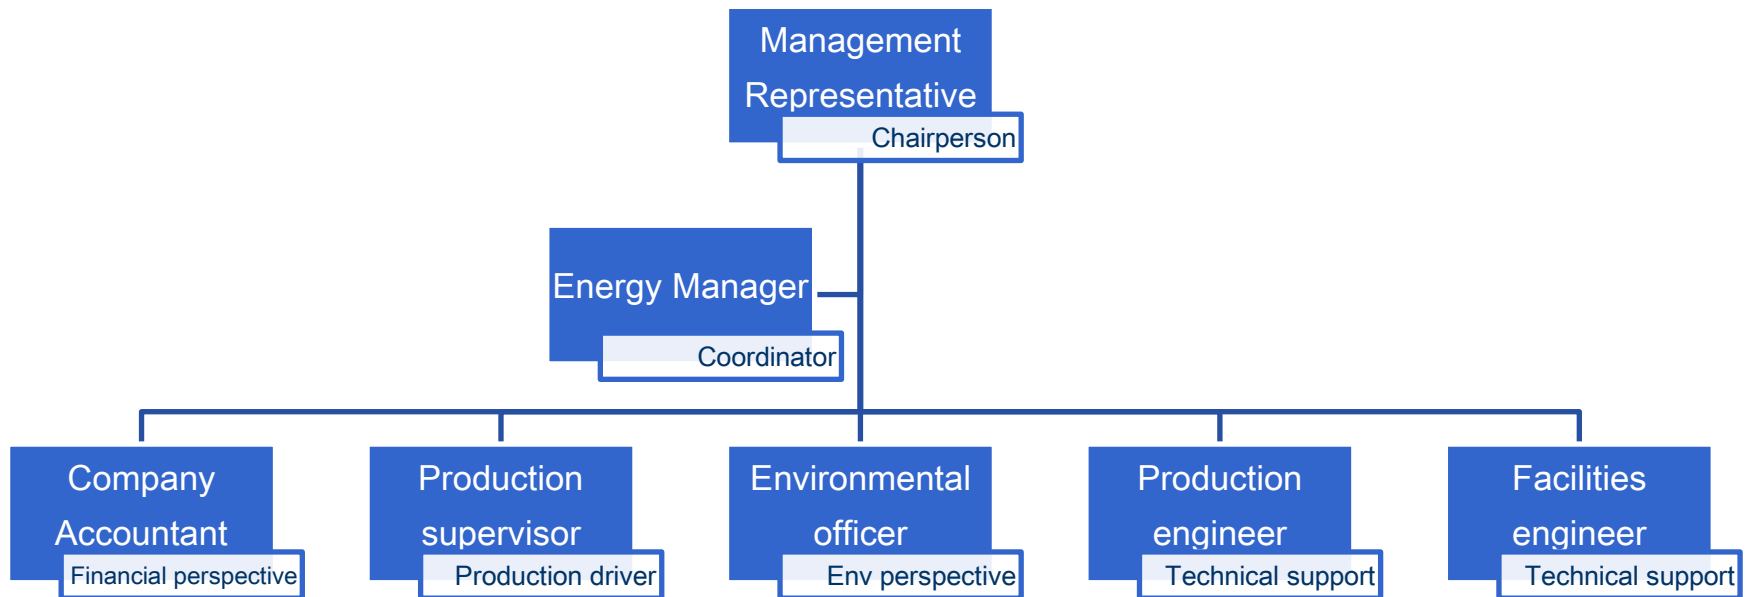 Management
Representative
Chairperson
Energy Manager
Coordinator
Company
Accountant
Financial perspective
Production
supervisor
Production driver
Environmental
officer
Env perspective
Production
engineer
Technical support
Facilities
engineer
Technical support